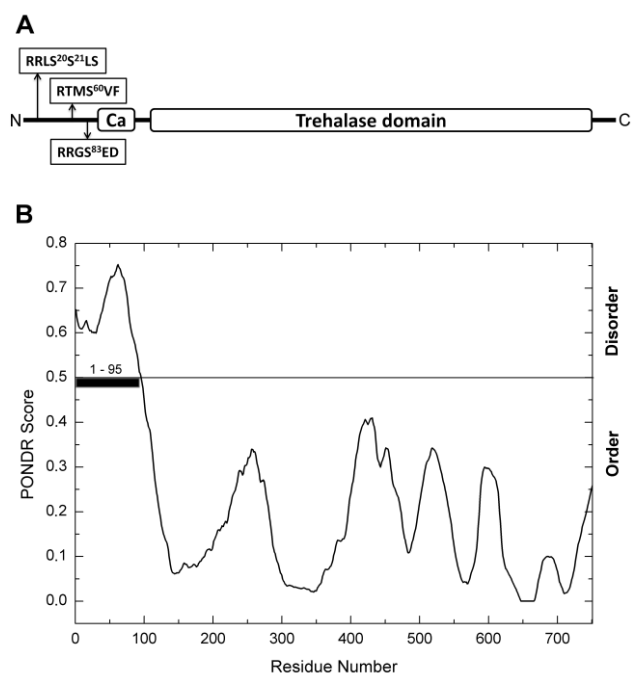 A
RRLS²⁰S²¹LS
RTMS⁶⁰VF
N
Ca
Trehalase domain
C
RRGS⁸³ED
B
0.8
0.7
0.6
0.5
0.4
0.3
0.2
0.1
0.0
PONDR Score
1 - 95
Disorder
Order
0 100 200 300 400 500 600 700
Residue Number